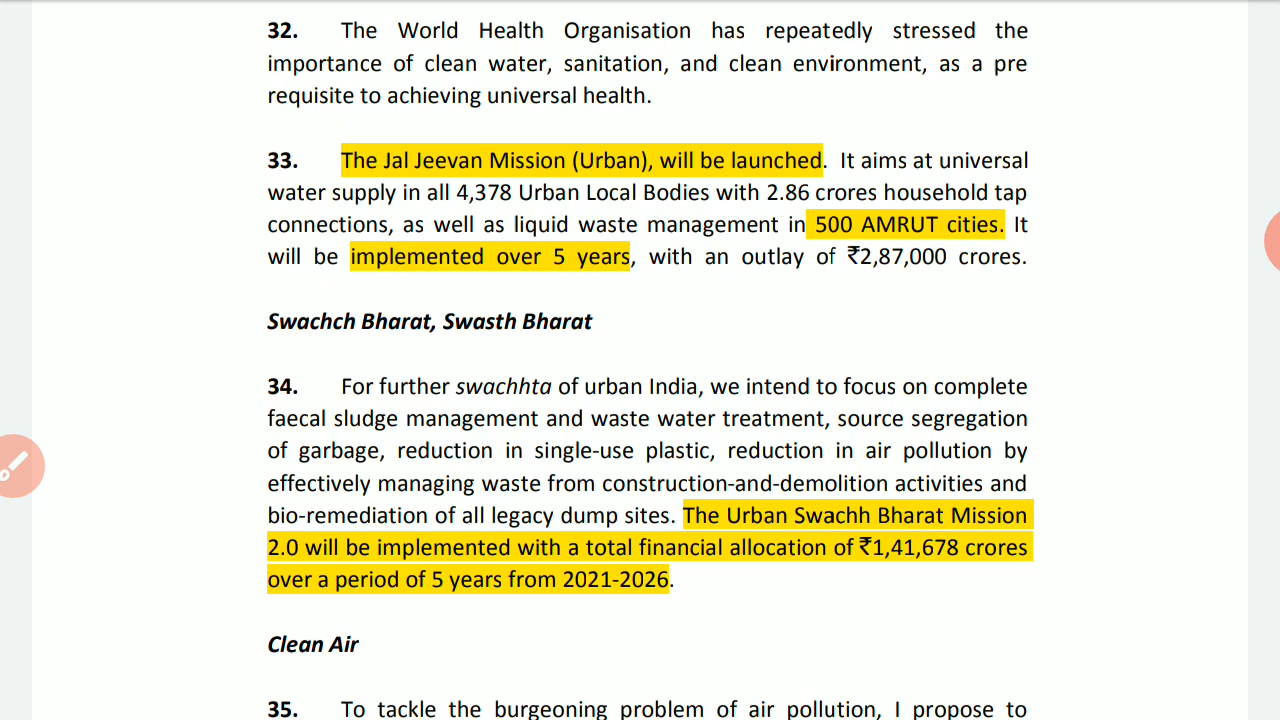 32. The World Health Organisation has repeatedly stressed the
importance of clean water, sanitation, and clean environment, as a pre
requisite to achieving universal health.
33. The Jal Jeevan Mission (Urban), will be launched. It aims at universal
water supply in all 4,378 Urban Local Bodies with 2.86 crores household tap
connections, as well as liquid waste management in 500 AMRUT cities. It
will be implemented over 5 years, with an outlay of ₹2,87,000 crores.
Swachch Bharat, Swasth Bharat
34. For further swachhta of urban India, we intend to focus on complete
faecal sludge management and waste water treatment, source segregation
of garbage, reduction in single-use plastic, reduction in air pollution by
effectively managing waste from construction-and-demolition activities and
bio-remediation of all legacy dump sites. The Urban Swachh Bharat Mission
2.0 will be implemented with a total financial allocation of ₹1,41,678 crores
over a period of 5 years from 2021-2026.
Clean Air
35. To tackle the burgeoning problem of air pollution, I propose to